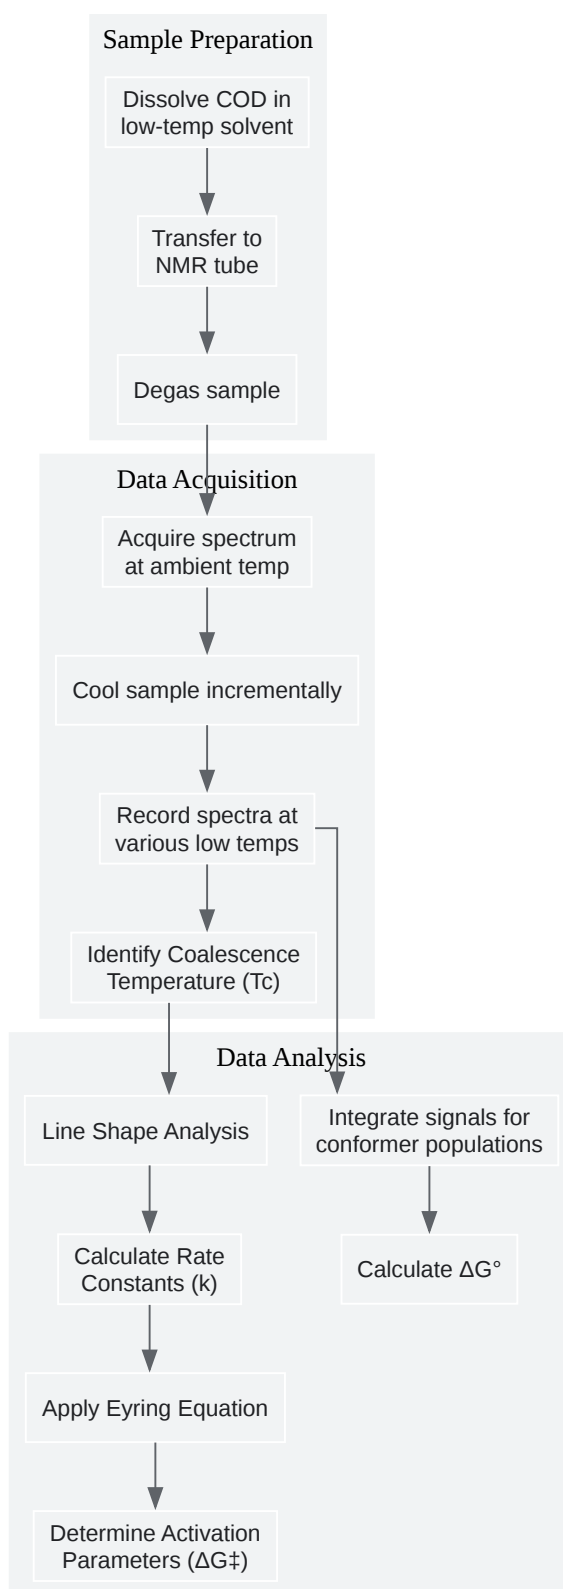 Sample Preparation
Dissolve COD in
low-temp solvent
Transfer to
NMR tube
Degas sample
Data Acquisition
Acquire spectrum
at ambient temp
Cool sample incrementally
Record spectra at
various low temps
Identify Coalescence
Temperature (Tc)
Data Analysis
Line Shape Analysis
Integrate signals for
conformer populations
Calculate Rate
Constants (k)
Calculate ΔG°
Apply Eyring Equation
Determine Activation
Parameters (ΔG‡)